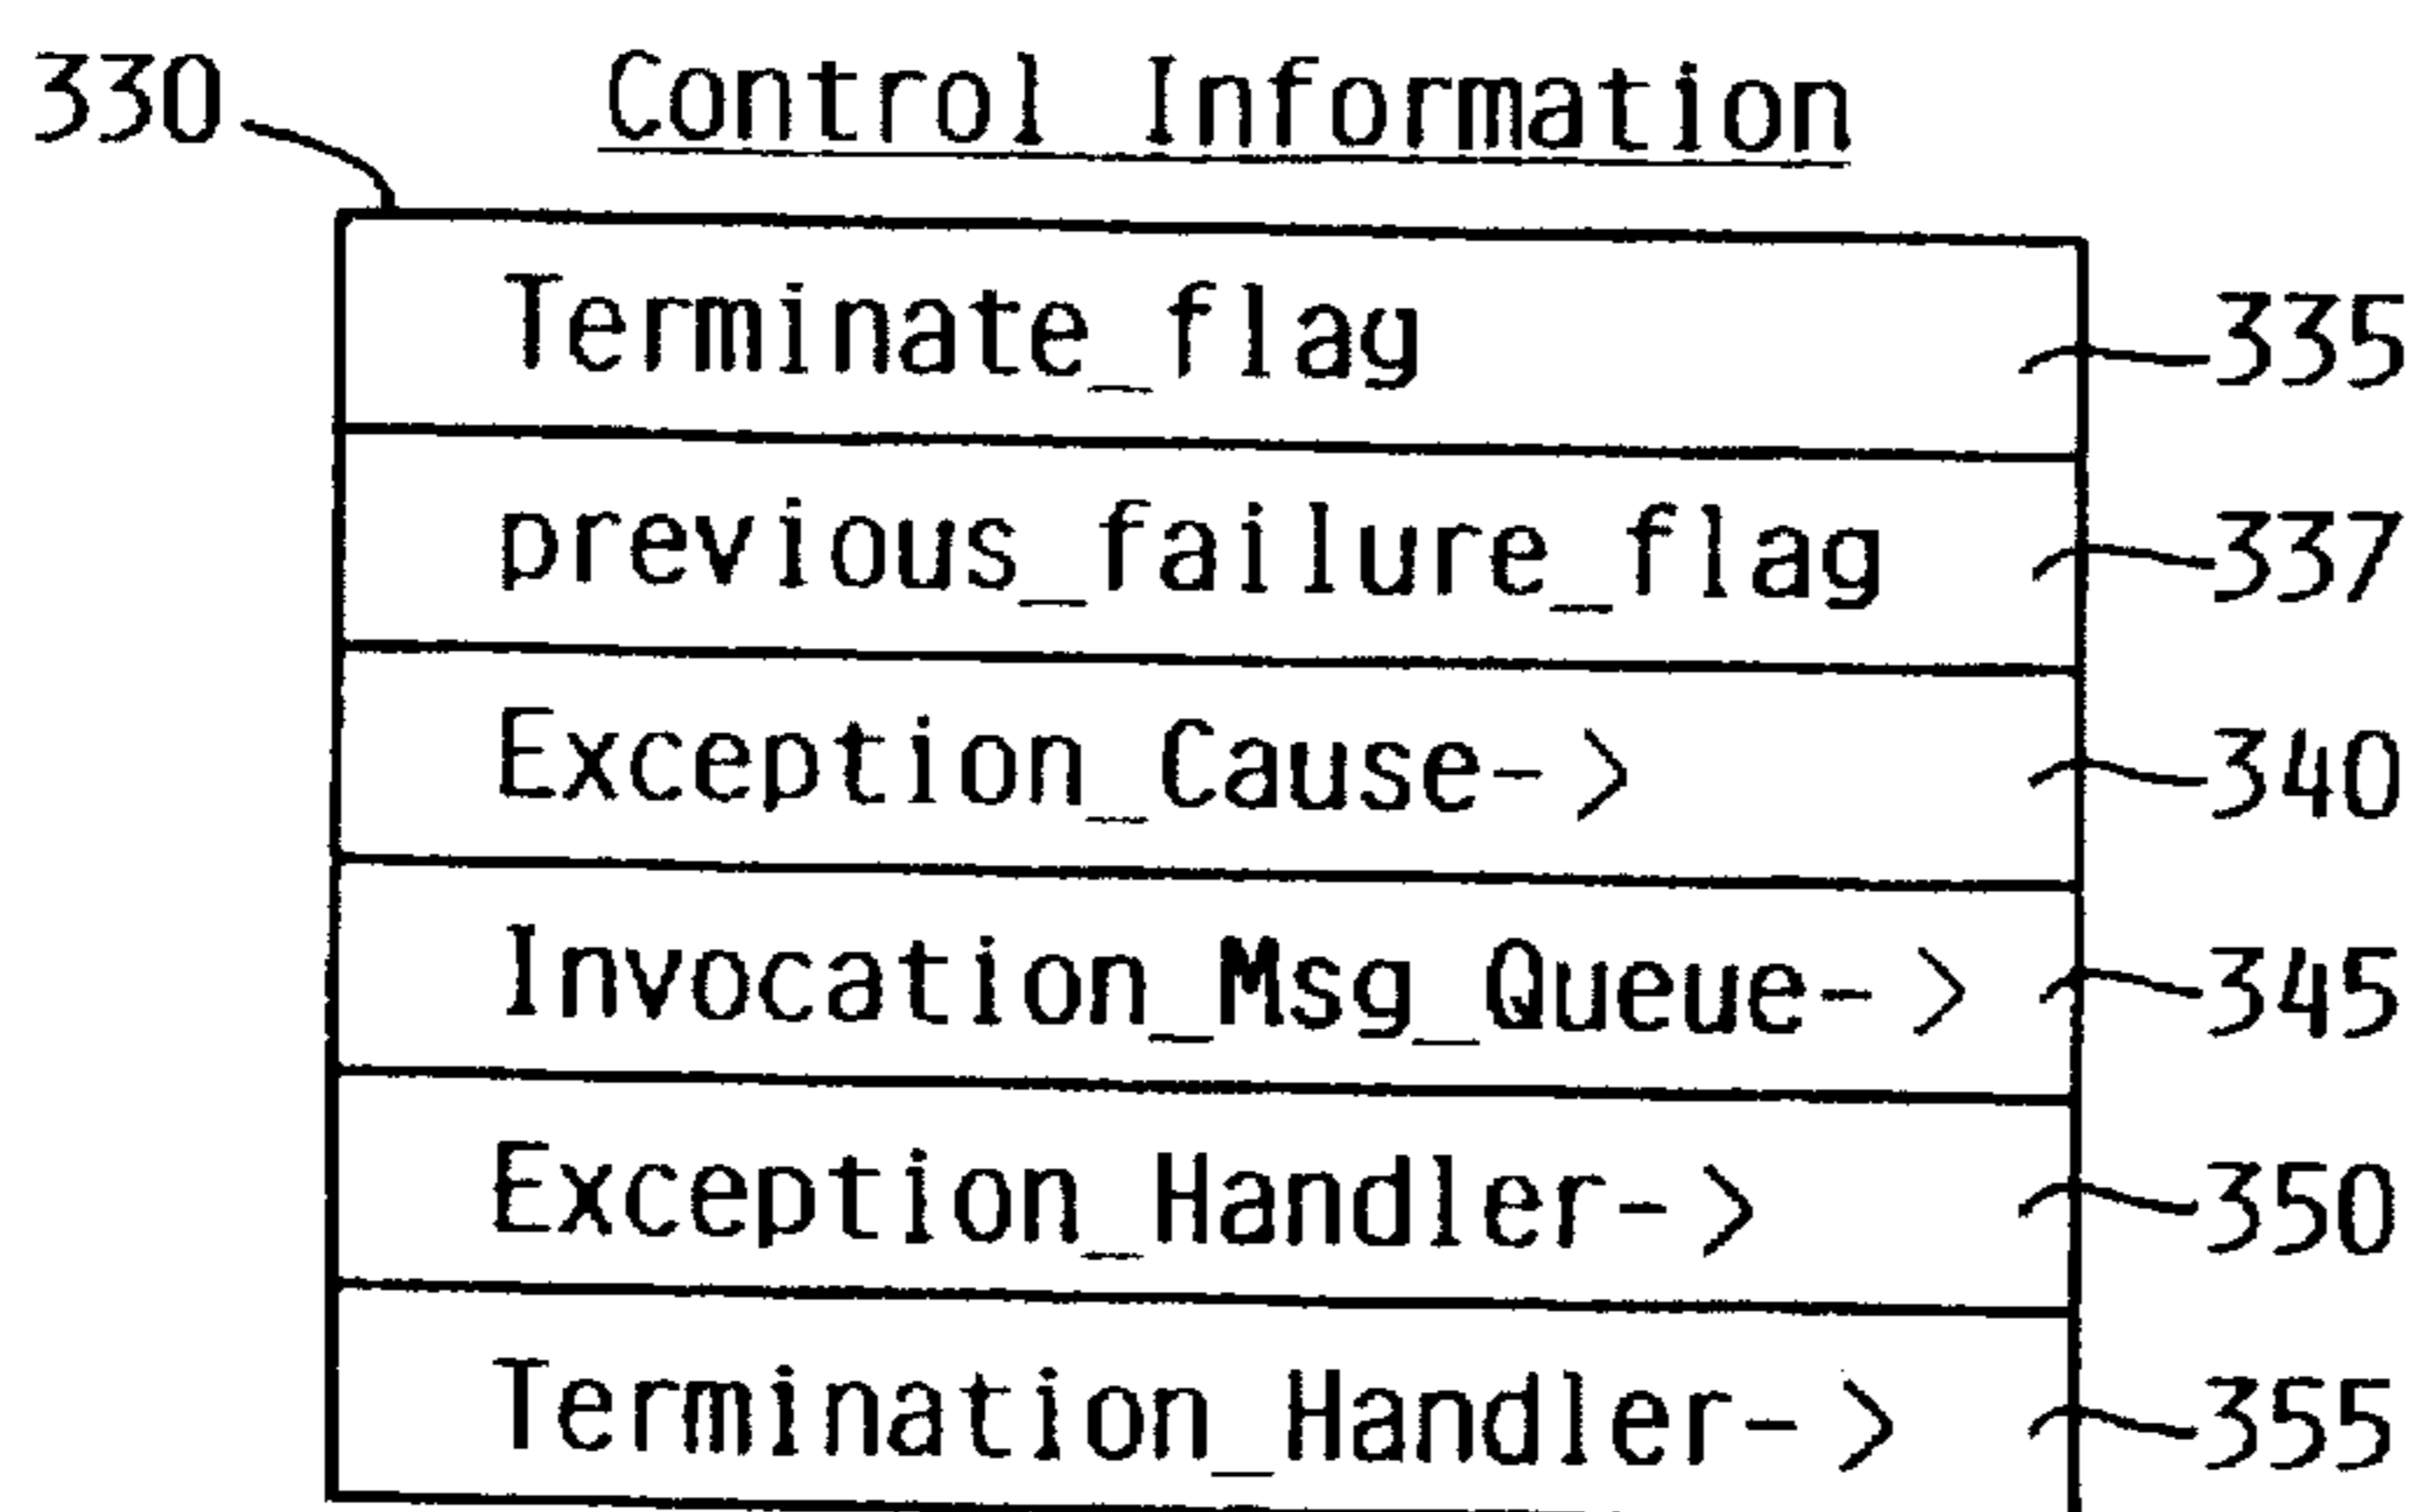 330 Control Information
Terminate_flag 335
previous_failure_flag 337
Exception_Cause-> 340
Invocation_Msg_Queue-> 345
Exception_Handler-> 350
Termination_Handler-> 355